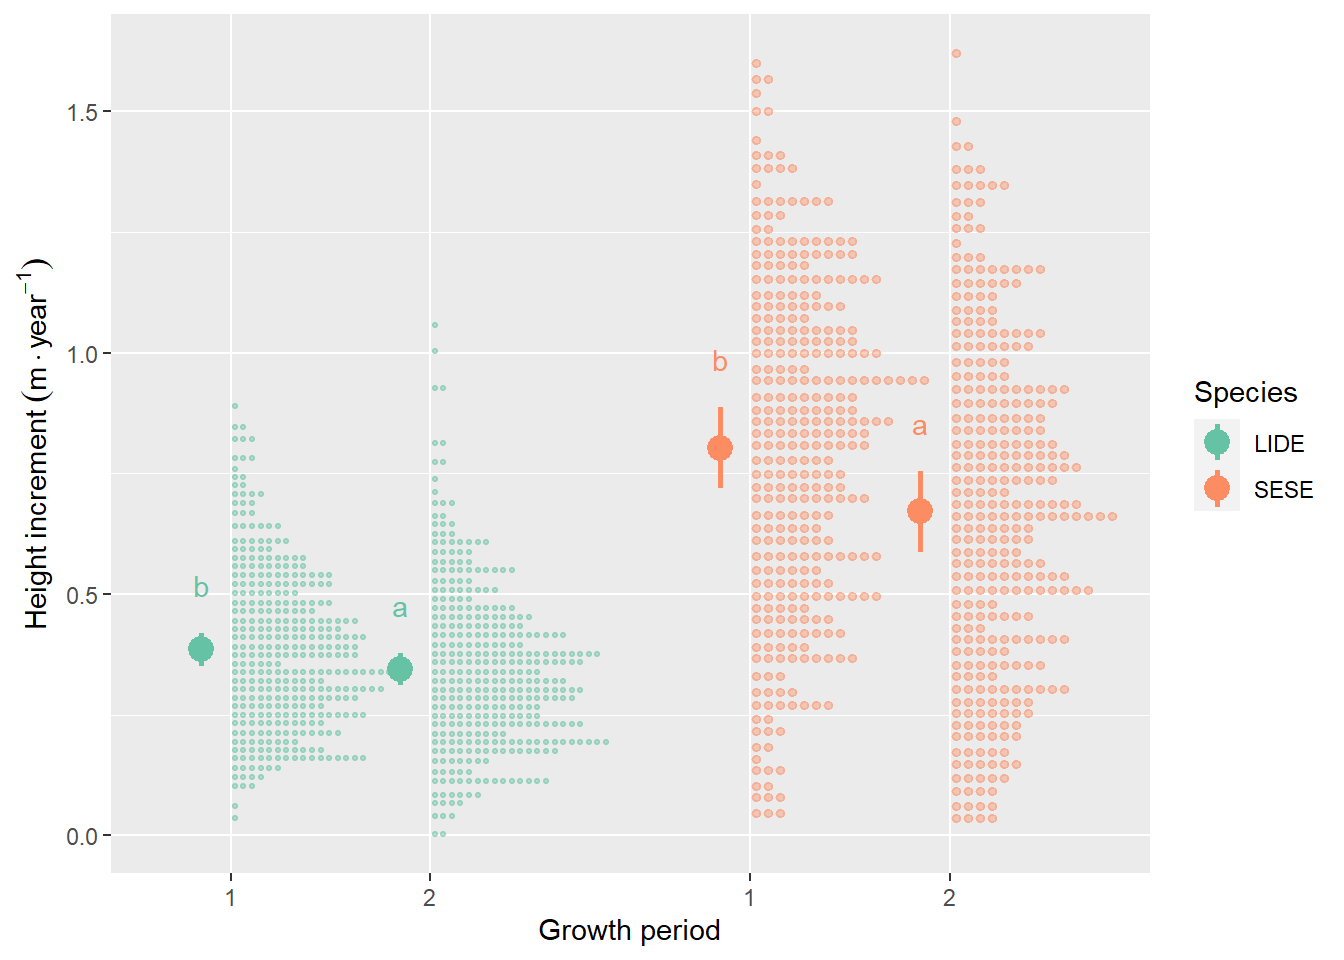 Height increment (m · year⁻¹)
1.5
1.0
0.5
0.0
b
a
b
a
1
2
1
2
Growth period
Species
LIDE
SESE